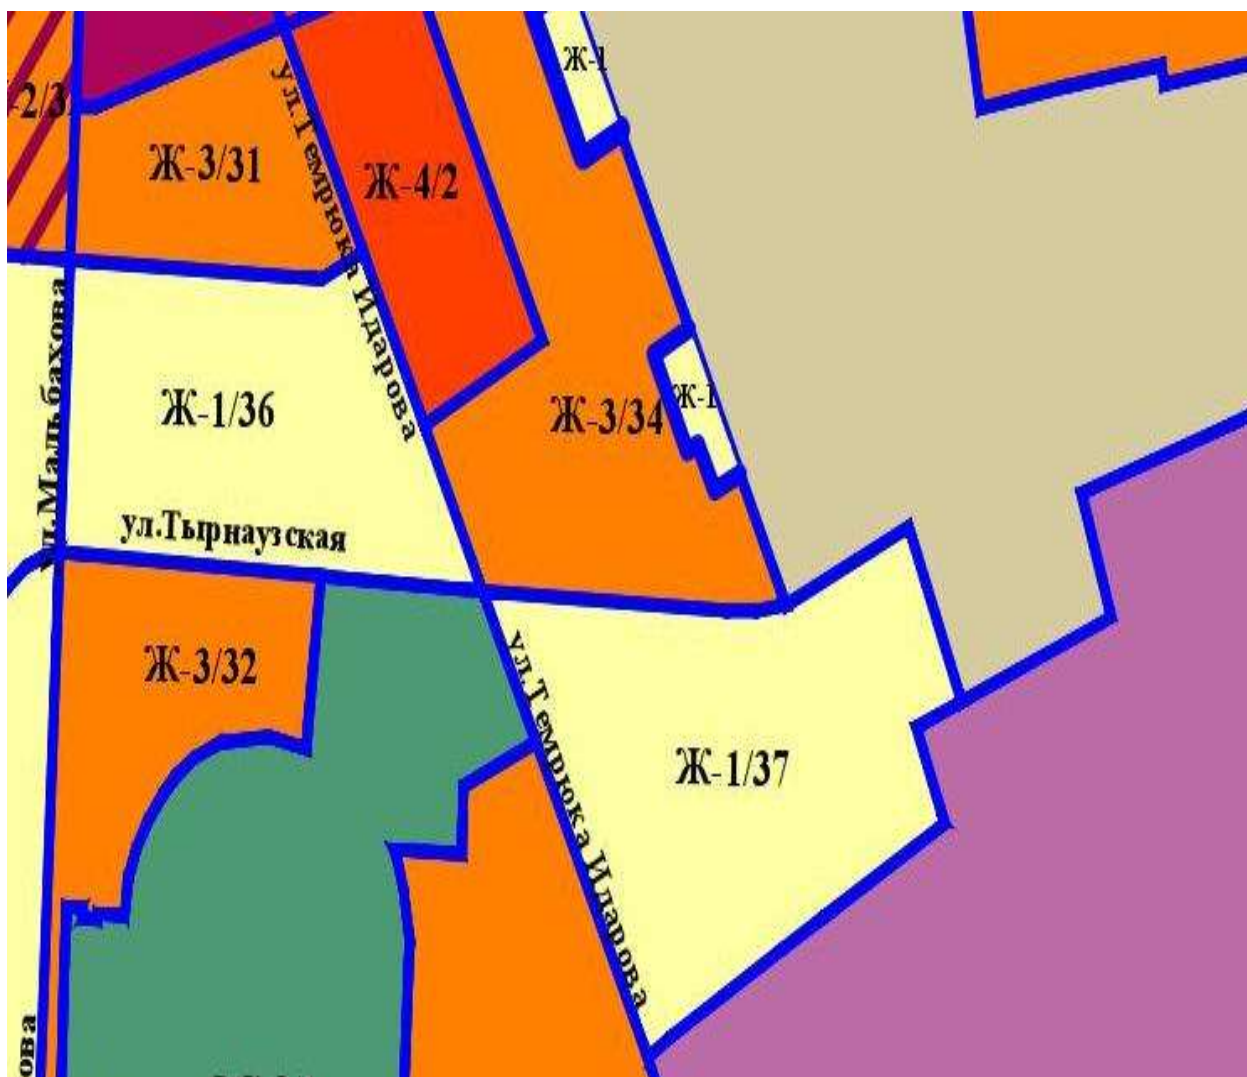 Ж-1
Ж-3/31
Ж-4/2
ул.Темрюка Идарова
ул.Мальбахова
Ж-1/36
Ж-3/34
Ж-1
ул.Тырнаузская
Ж-3/32
ул.Темрюка Идарова
Ж-1/37
ова